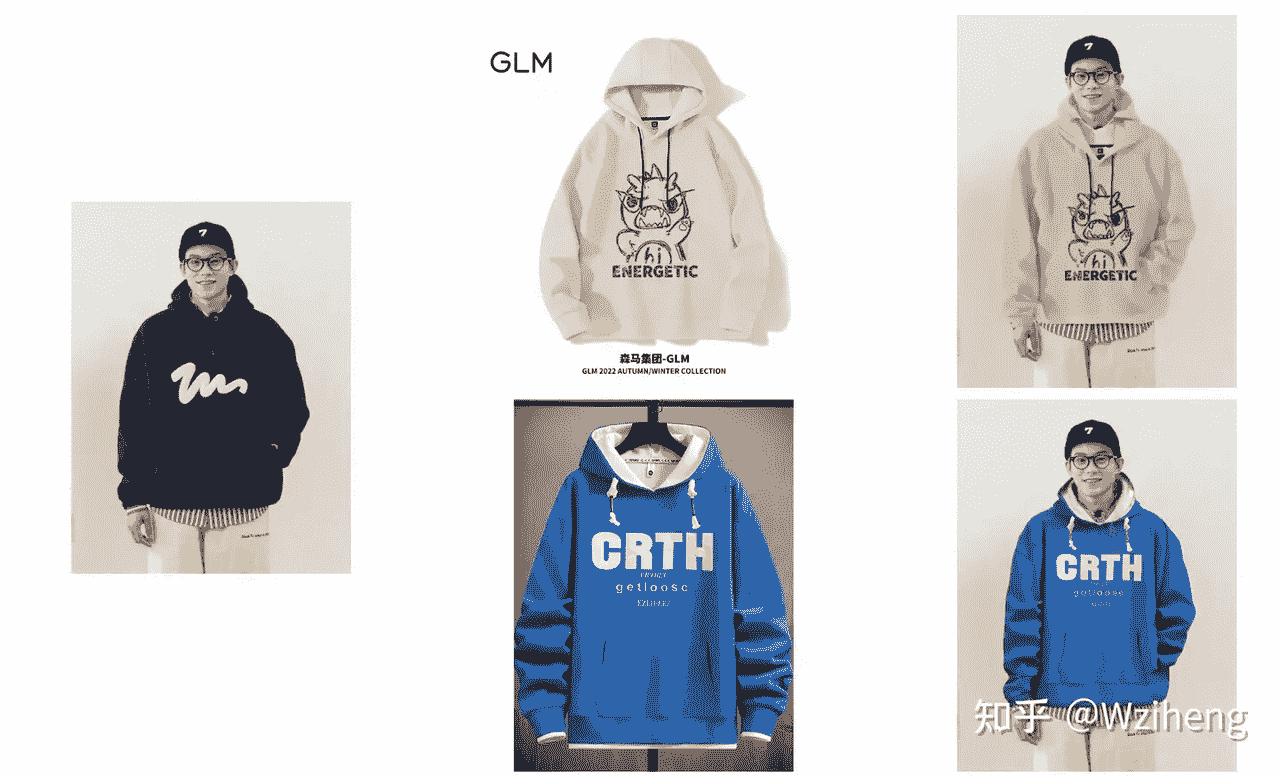 7
GLM
hi
ENERGETIC
森马集团-GLM
GLM 2022 AUTUMN/WINTER COLLECTION
CRTH
getloosc
7
hi
ENERGETIC
7
CRTH
getloose
知乎 @Wziheng